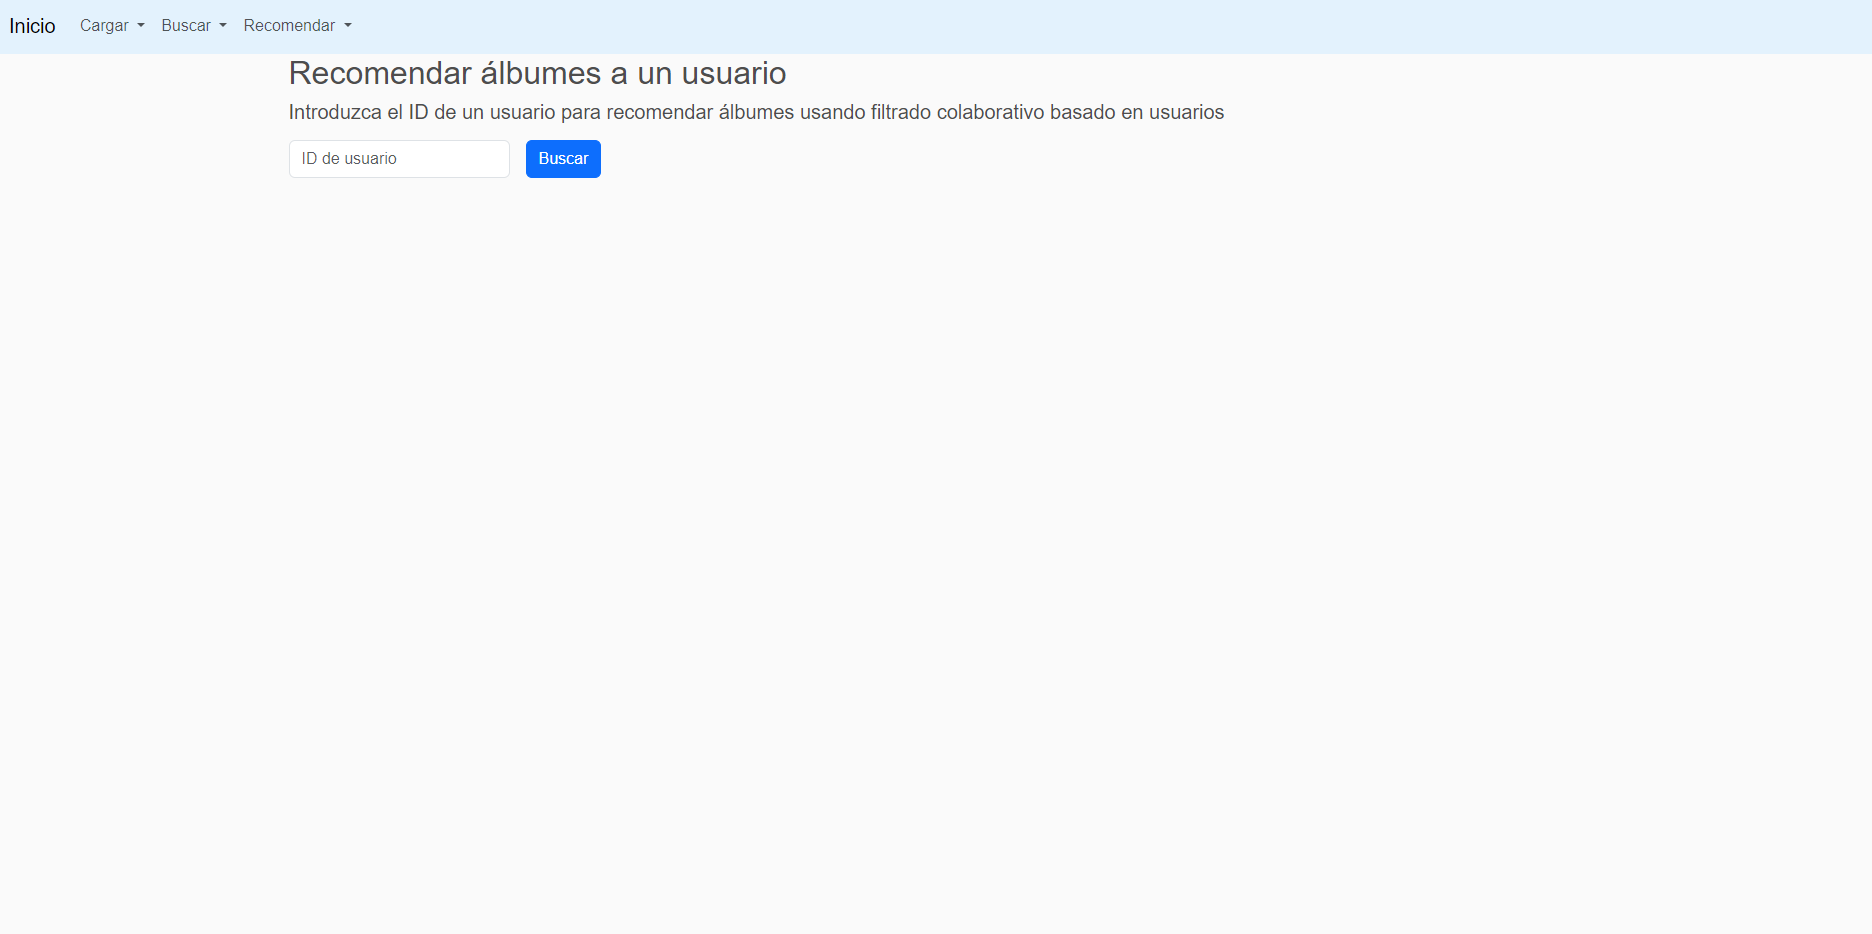 Inicio Cargar Buscar Recomendar
Recomendar álbumes a un usuario
Introduzca el ID de un usuario para recomendar álbumes usando filtrado colaborativo basado en usuarios
ID de usuario Buscar